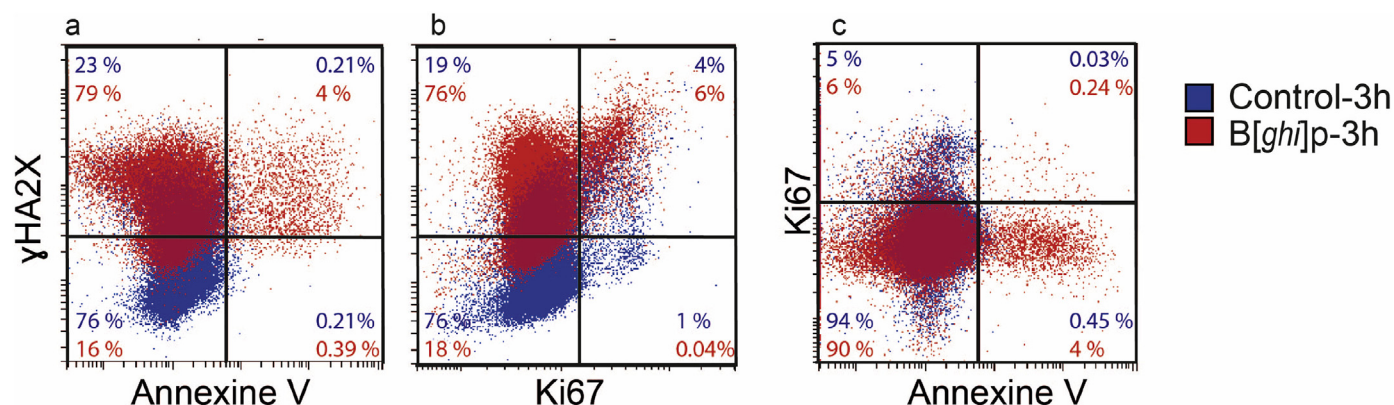 a
23 %
0.21%
79 %
4 %
76 %
0.21%
16 %
0.39 %
ɣHA2X
Annexine V
b
19 %
4%
76%
6%
76 %
1 %
18 %
0.04%
Ki67
c
5 %
0.03%
6 %
0.24 %
94 %
0.45 %
90 %
4 %
Ki67
Annexine V
Control-3h
B[ghi]p-3h